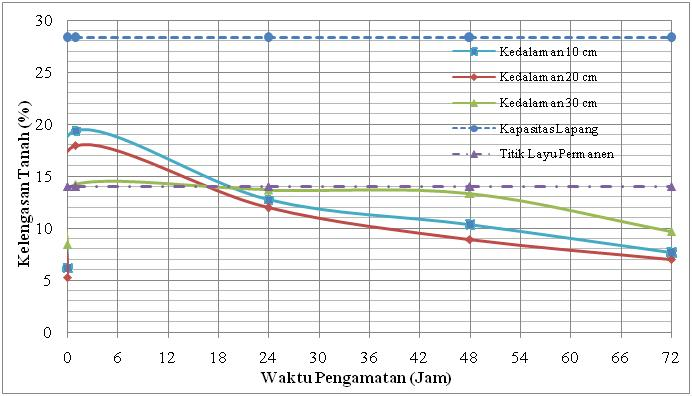 30
25
20
15
10
5
0
Kelengasan Tanah (%)
0 6 12 18 24 30 36 42 48 54 60 66 72
Waktu Pengamatan (Jam)
Kedalaman 10 cm
Kedalaman 20 cm
Kedalaman 30 cm
Kapasitas Lapang
Titik Layu Permanen